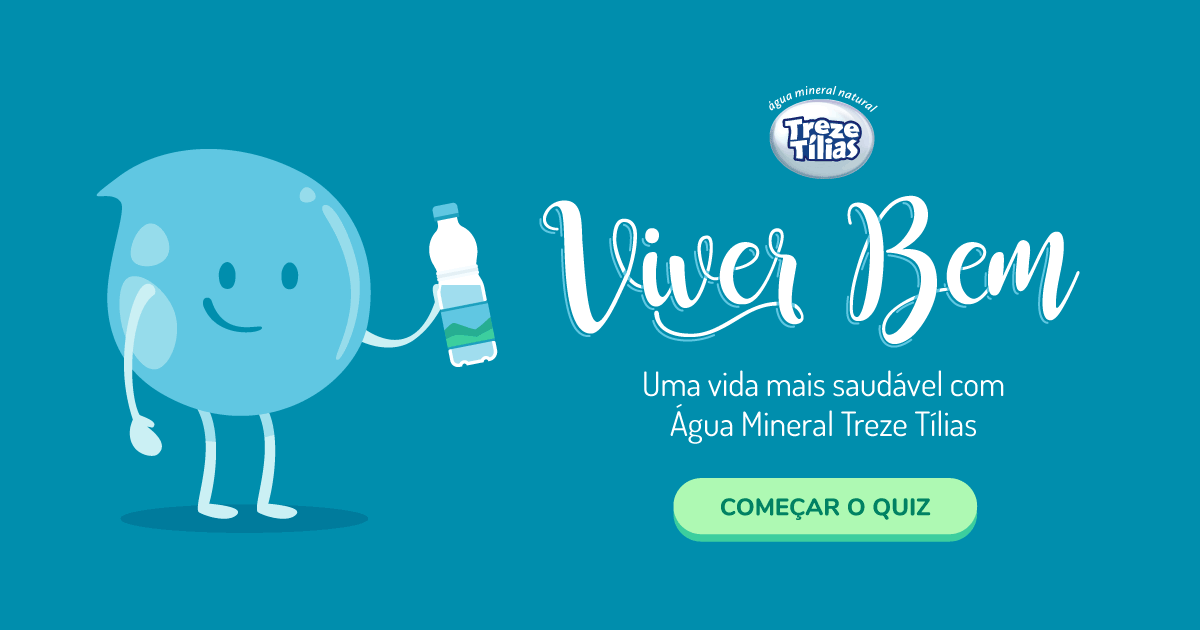 água mineral natural
Treze
Tílias
Viver Bem
Uma vida mais saudável com
Água Mineral Treze Tílias
COMEÇAR O QUIZ